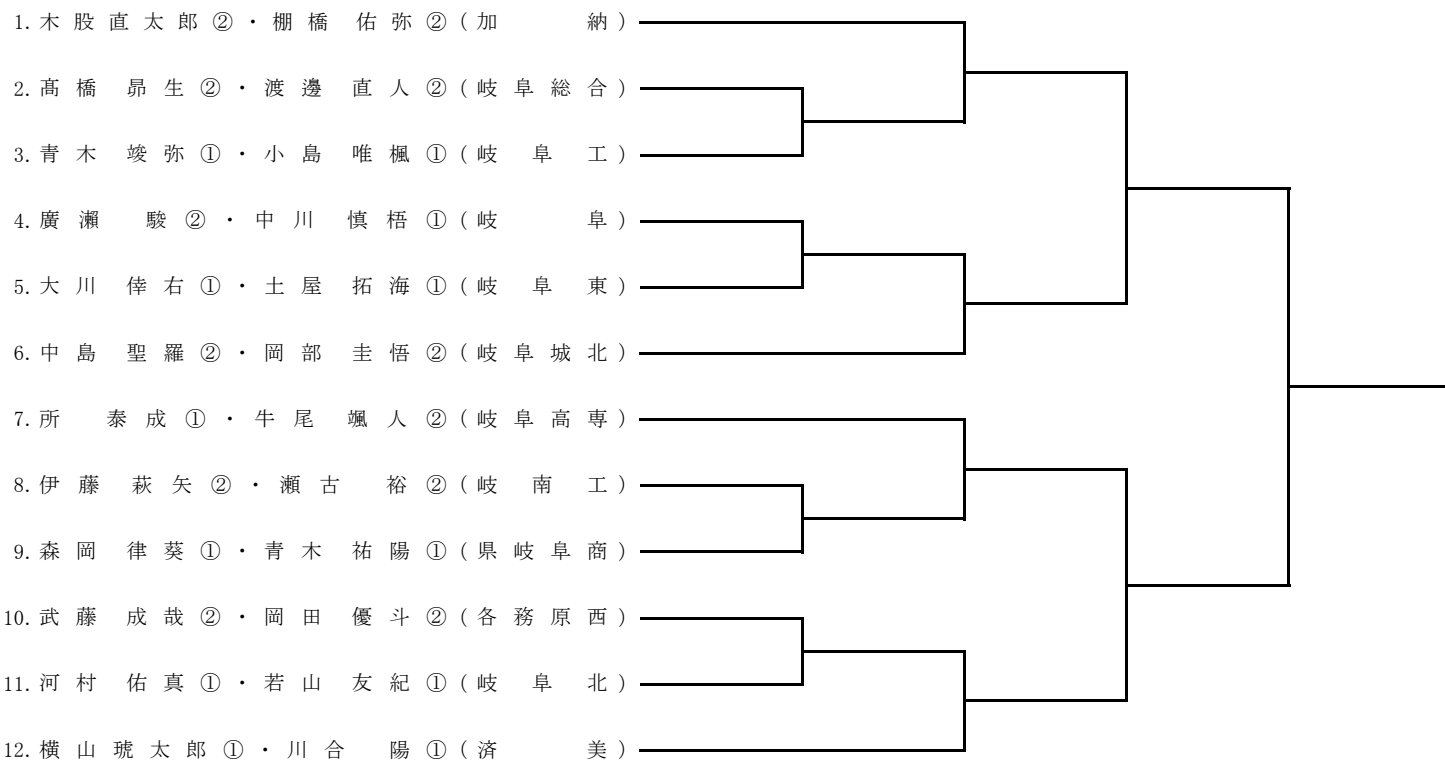 1. 木股直太郎②・棚橋 佑弥②(加 納)
2. 髙橋 昴生②・渡邊 直人②(岐阜総合)
3. 青木 竣弥①・小島 唯楓①(岐 阜 工)
4. 廣瀬 駿②・中川 慎梧①(岐 阜)
5. 大川 倖右①・土屋 拓海①(岐 阜 東)
6. 中島 聖羅②・岡部 圭悟②(岐阜城北)
7. 所 泰成①・牛尾 颯人②(岐阜高専)
8. 伊藤 萩矢②・瀬古 裕②(岐 南 工)
9. 森岡 律葵①・青木 祐陽①(県岐阜商)
10. 武藤 成哉②・岡田 優斗②(各務原西)
11. 河村 佑真①・若山 友紀①(岐 阜 北)
12. 横山琥太郎①・川合 陽①(済 美)